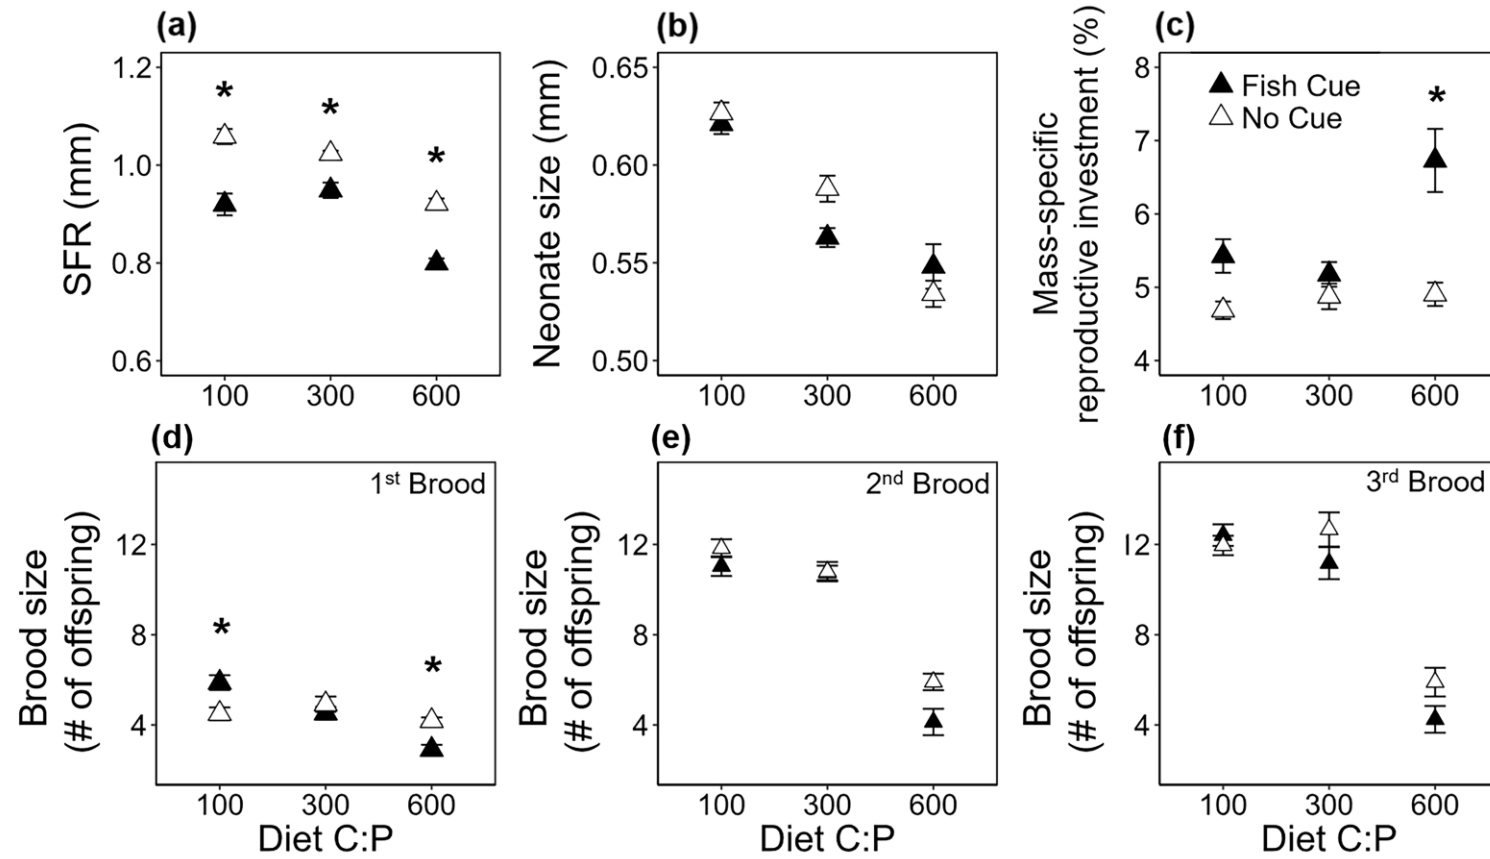 (a)
(b)
(c)
SFR (mm)
1.2
1.0
0.8
0.6
*
*
*
100 300 600
Neonate size (mm)
0.65
0.60
0.55
0.50
100 300 600
Mass-specific
reproductive investment (%)
8
7
6
5
4
Fish Cue
No Cue
*
100 300 600
(d)
(e)
(f)
Brood size
(# of offspring)
12
8
4
1st Brood
*
*
100 300 600
Diet C:P
Brood size
(# of offspring)
12
8
4
2nd Brood
100 300 600
Diet C:P
Brood size
(# of offspring)
12
8
4
3rd Brood
100 300 600
Diet C:P